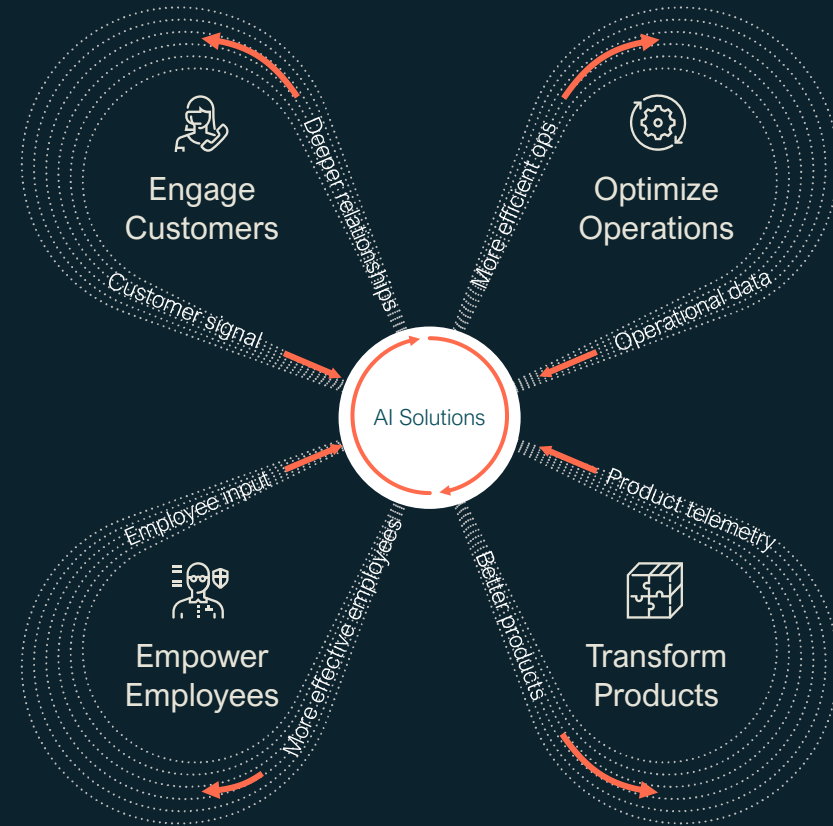 Deeper relationships
More efficient ops
Engage
Customers
Optimize
Operations
Customer signal
Operational data
AI Solutions
Employee input
Product telemetry
More effective employees
Better products
Empower
Employees
Transform
Products